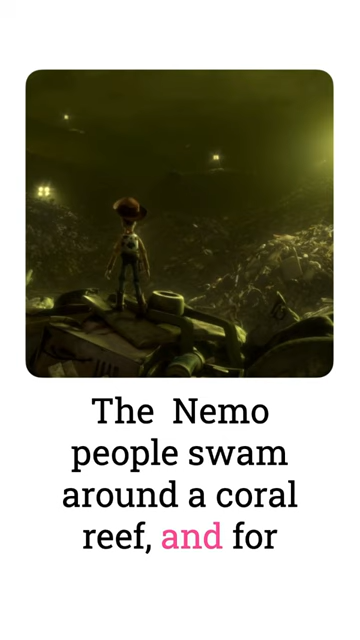 The  Nemo
people swam
around a coral
reef, and for